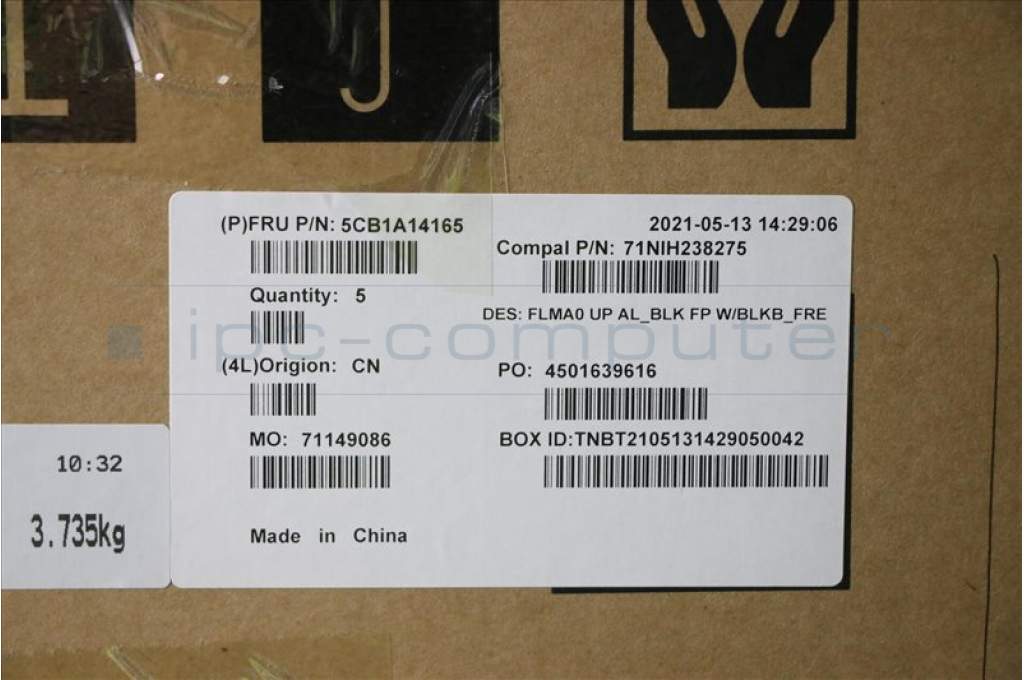 (P)FRU P/N: 5CB1A14165
2021-05-13 14:29:06
Compal P/N: 71NIH238275
Quantity: 5
DES: FLMA0 UP AL_BLK FP W/BLKB_FRE
ipc-computer
(4L)Origion: CN
PO: 4501639616
MO: 71149086
BOX ID:TNBT2105131429050042
Made in China
10:32
3.735kg